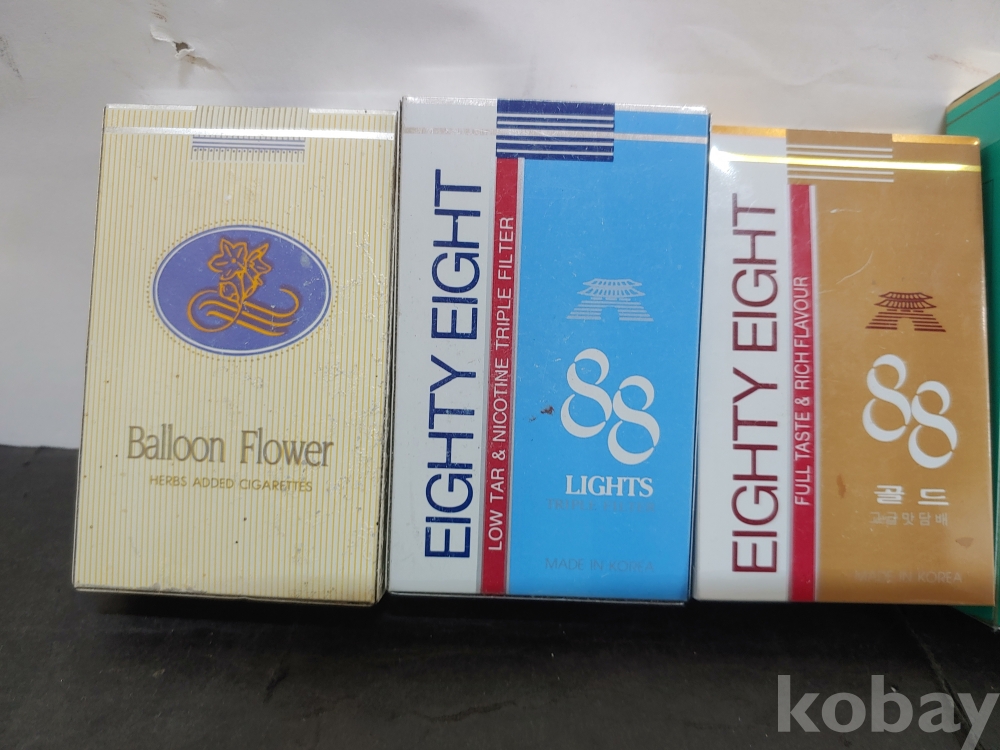 Balloon Flower
HERBS ADDED CIGARETTES
EIGHTY EIGHT
LOW TAR & NICOTINE TRIPLE FILTER
88
LIGHTS
MADE IN KOREA
EIGHTY EIGHT
FULL TASTE & RICH FLAVOUR
88
골드
고급맛담배
MADE IN KOREA
kobay